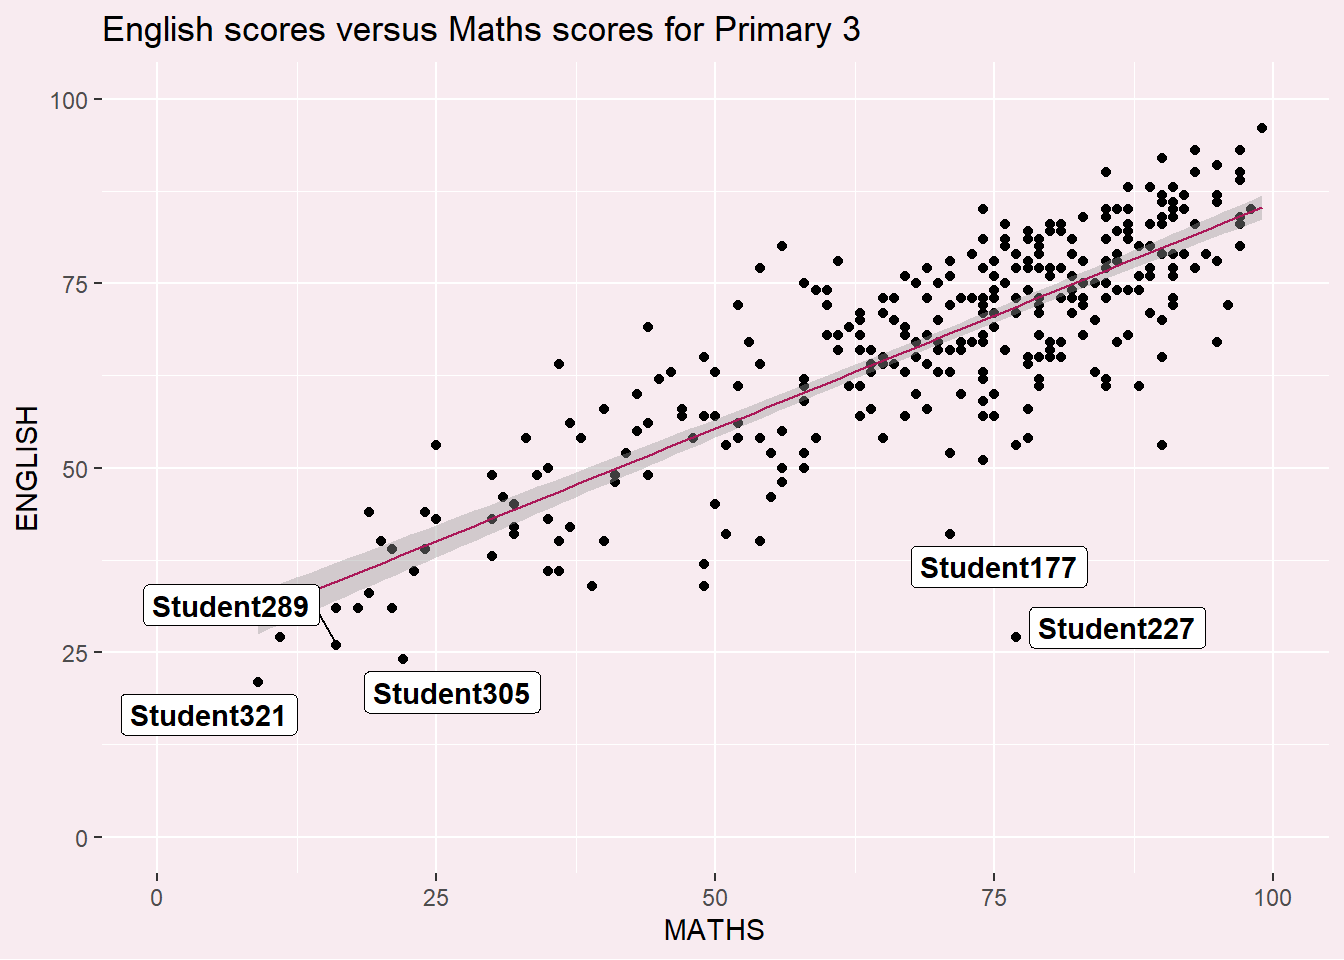 English scores versus Maths scores for Primary 3
100
75
50
25
0
ENGLISH
Student177
Student289
Student227
Student305
Student321
0
25
50
75
100
MATHS